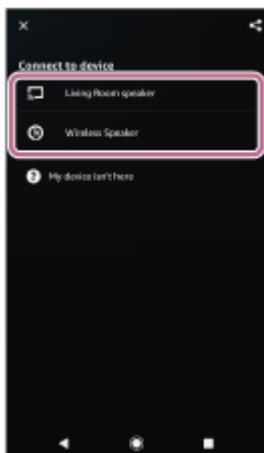 Connect to device
Living Room speaker
Wireless Speaker
My device isn't here